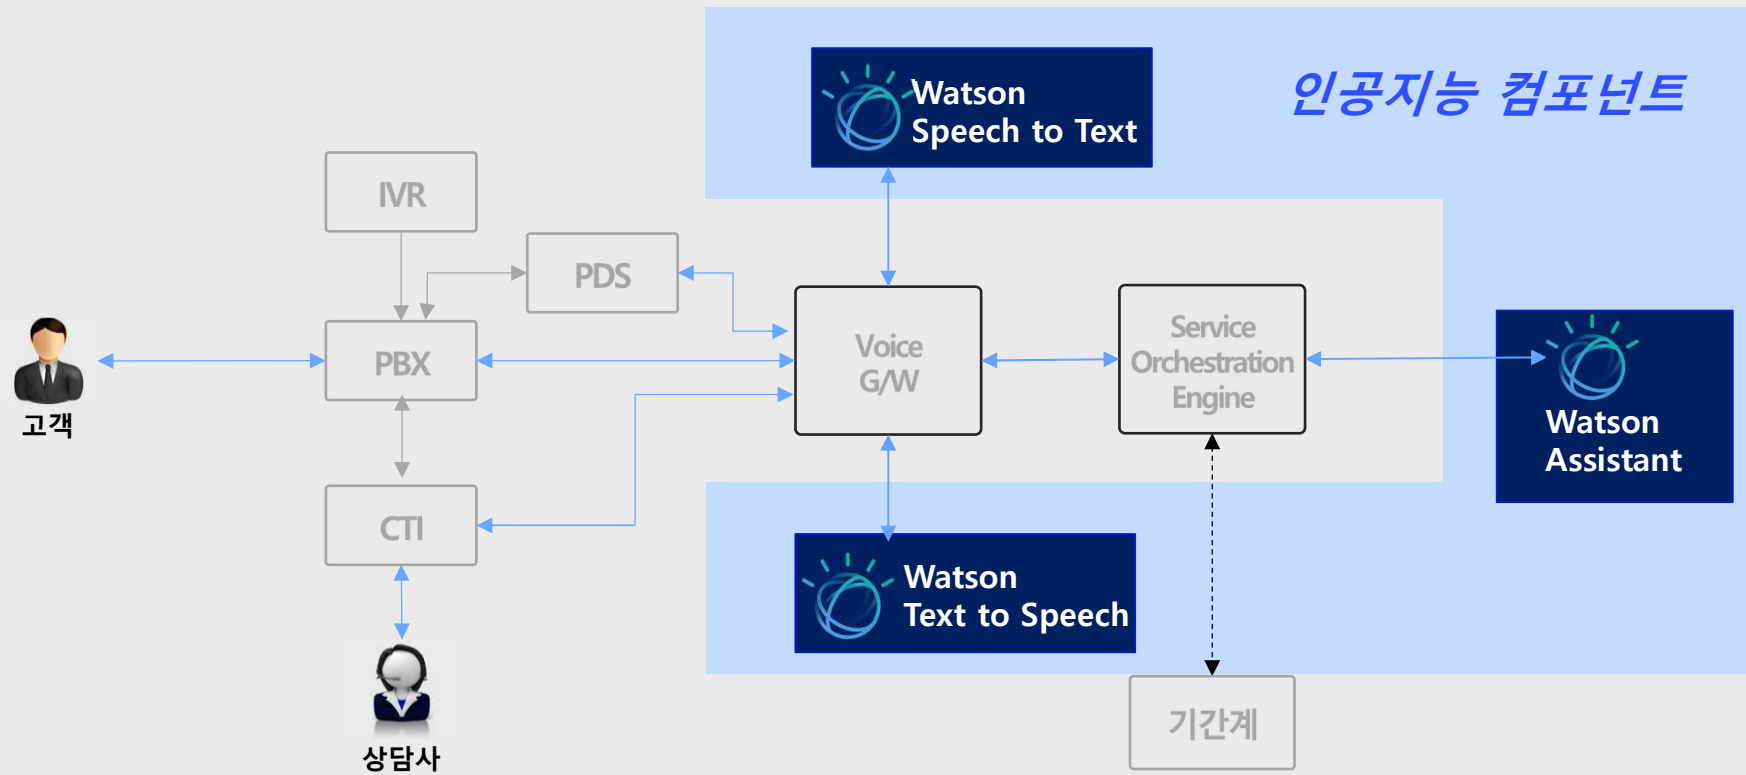 인공지능 컴포넌트
Watson
Speech to Text
IVR
PDS
PBX
Voice
G/W
Service
Orchestration
Engine
Watson
Assistant
고객
CTI
Watson
Text to Speech
기간계
상담사